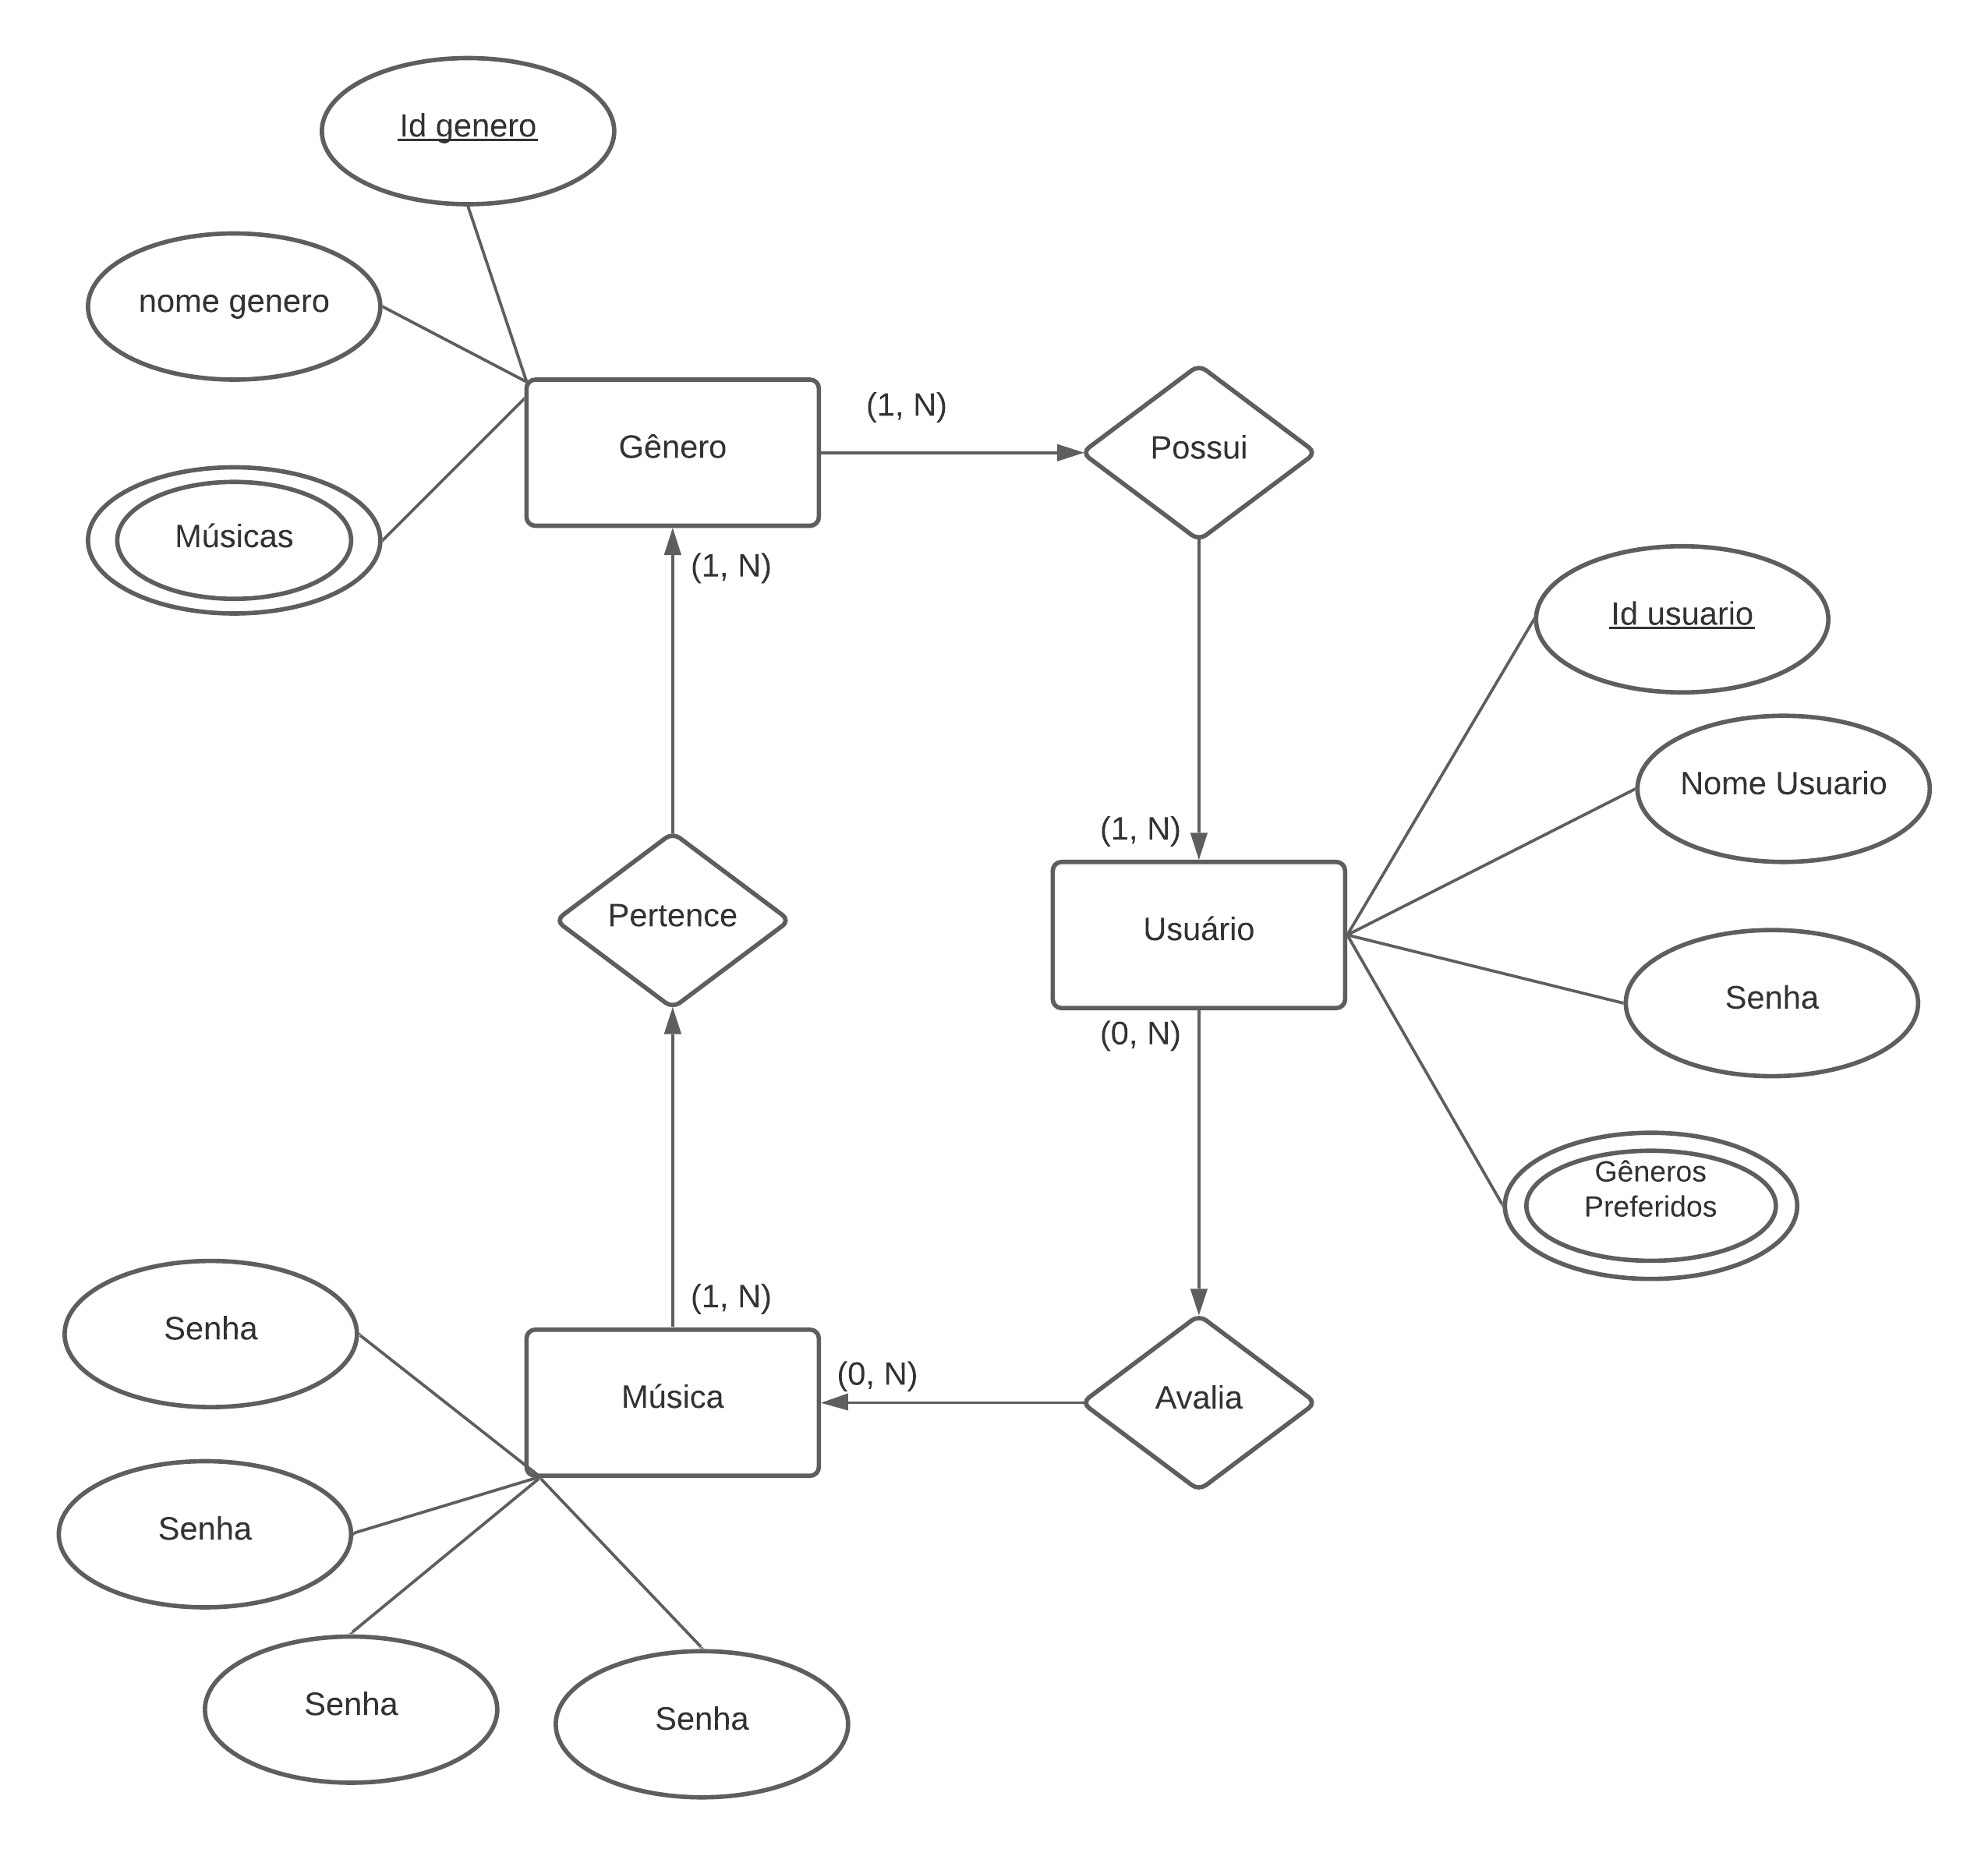 Id genero
nome genero
Músicas
Gênero
(1, N)
Possui
(1, N)
Id usuario
Nome Usuario
(1, N)
Pertence
Usuário
Senha
(0, N)
Gêneros
Preferidos
(1, N)
Senha
Música
(0, N)
Avalia
Senha
Senha
Senha